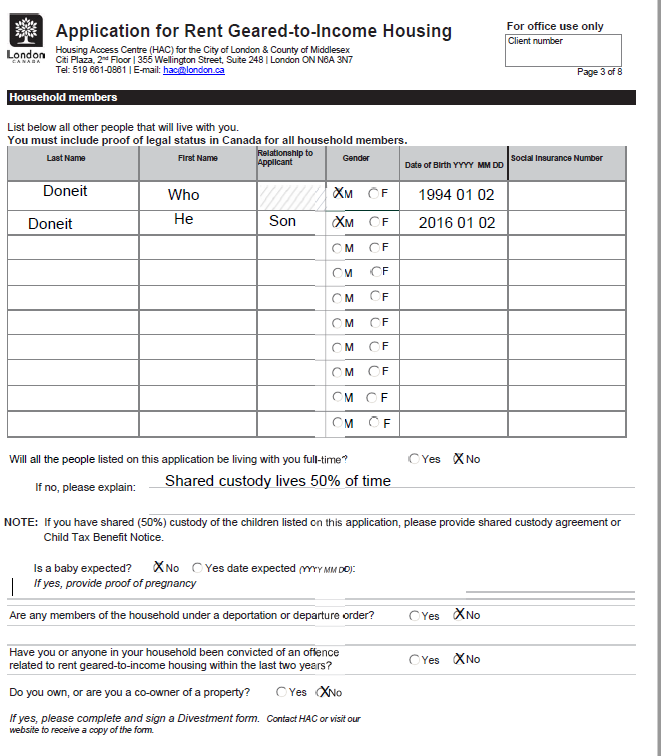 London
CANADA
Application for Rent Geared-to-Income Housing
Housing Access Centre (HAC) for the City of London & County of Middlesex
Citi Plaza, 2nd Floor | 355 Wellington Street, Suite 248 | London ON N6A 3N7
Tel: 519 661-0861 | E-mail: hac@london.ca
For office use only
Client number
Page 3 of 8
Household members
List below all other people that will live with you.
You must include proof of legal status in Canada for all household members.
Last Name First Name Relationship to Applicant Gender Date of Birth YYYY MM DD Social Insurance Number
Doneit Who X M F 1994 01 02
Doneit He Son X M F 2016 01 02
M F
M F
M F
M F
M F
M F
M F
M F
Will all the people listed on this application be living with you full-time? Yes X No
If no, please explain: Shared custody lives 50% of time
NOTE: If you have shared (50%) custody of the children listed on this application, please provide shared custody agreement or
Child Tax Benefit Notice.
Is a baby expected? X No Yes date expected (YYYY MM DD):
If yes, provide proof of pregnancy
Are any members of the household under a deportation or departure order? Yes X No
Have you or anyone in your household been convicted of an offence
related to rent geared-to-income housing within the last two years? Yes X No
Do you own, or are you a co-owner of a property? Yes X No
If yes, please complete and sign a Divestment form. Contact HAC or visit our
website to receive a copy of the form.